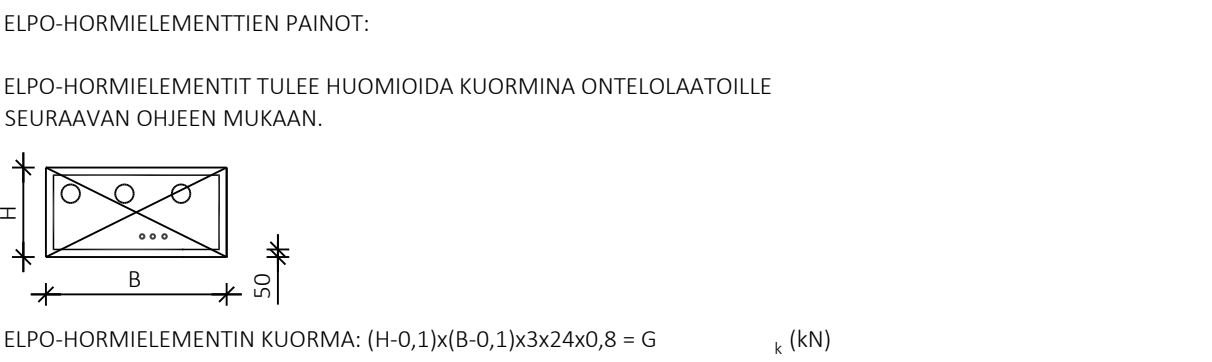 ELPO-HORMIELEMENTTIEN PAINOT:
ELPO-HORMIELEMENTIT TULEE HUOMIOIDA KUORMINA ONTELOLAATOILLE
SEURAAVAN OHJEEN MUKAAN.
H
B
50
ELPO-HORMIELEMENTIN KUORMA: (H-0,1)x(B-0,1)x3x24x0,8 = G k (kN)